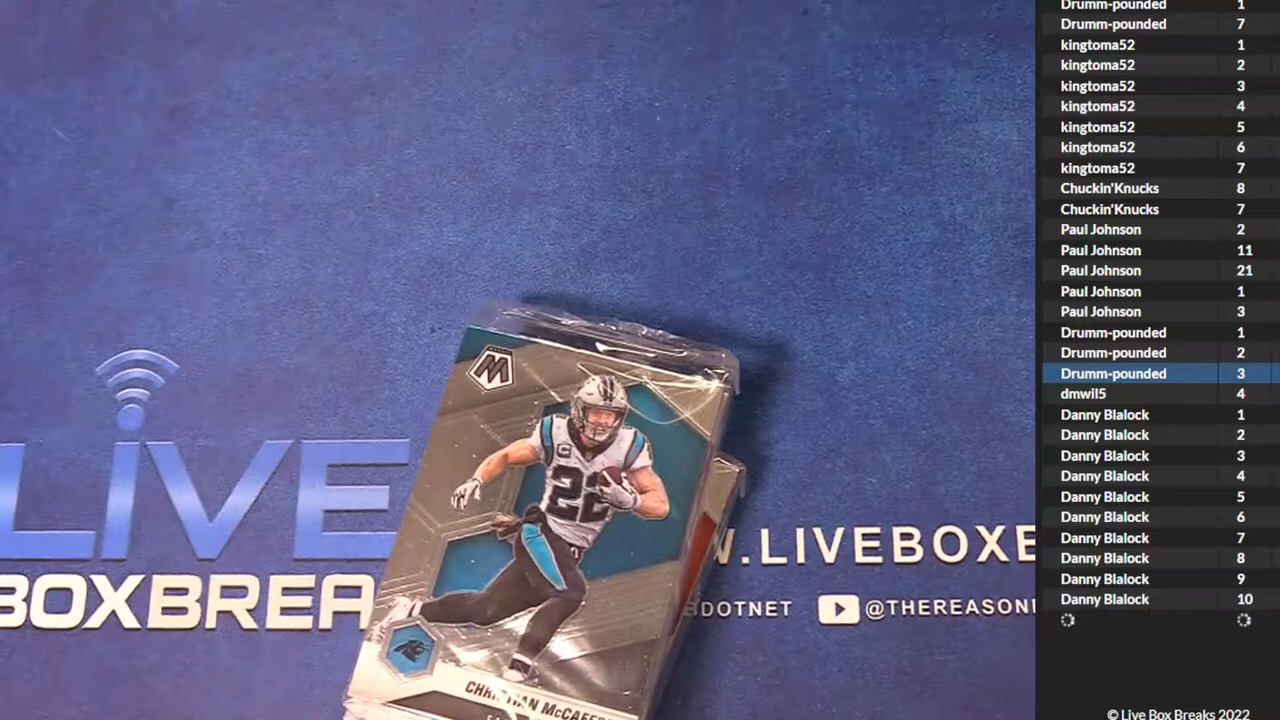 Drumm-pounded 1
Drumm-pounded 7
kingtoma52 1
kingtoma52 2
kingtoma52 3
kingtoma52 4
kingtoma52 5
kingtoma52 6
kingtoma52 7
Chuckin'Knucks 8
Chuckin'Knucks 7
Paul Johnson 2
Paul Johnson 11
Paul Johnson 21
Paul Johnson 1
Paul Johnson 3
Drumm-pounded 1
Drumm-pounded 2
Drumm-pounded 3
dmwil5 4
Danny Blalock 1
Danny Blalock 2
Danny Blalock 3
Danny Blalock 4
Danny Blalock 5
Danny Blalock 6
Danny Blalock 7
Danny Blalock 8
Danny Blalock 9
Danny Blalock 10
© Live Box Breaks 2022
LiVE
BOXBREA
W.LIVEBOXE
BDOTNET @THEREASON
M
C
22
CHRISTIAN McCAFF